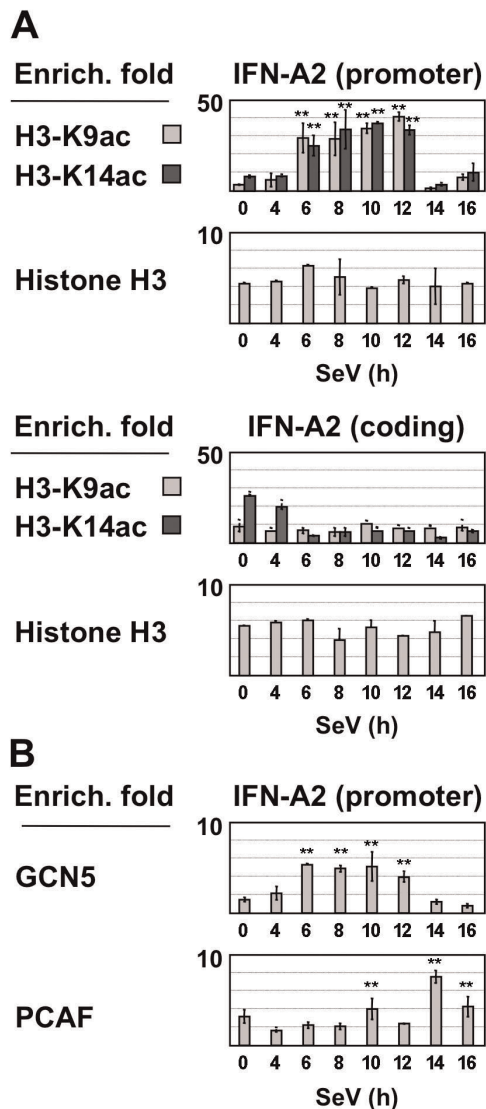 A
Enrich. fold IFN-A2 (promoter)
50
** ** ** ** ** ** ** **
H3-K9ac
H3-K14ac
0 4 6 8 10 12 14 16
10
Histone H3
0 4 6 8 10 12 14 16
SeV (h)
Enrich. fold IFN-A2 (coding)
50
H3-K9ac
H3-K14ac
0 4 6 8 10 12 14 16
10
Histone H3
0 4 6 8 10 12 14 16
SeV (h)
B
Enrich. fold IFN-A2 (promoter)
10
** ** ** **
GCN5
0 4 6 8 10 12 14 16
10
** ** **
PCAF
0 4 6 8 10 12 14 16
SeV (h)